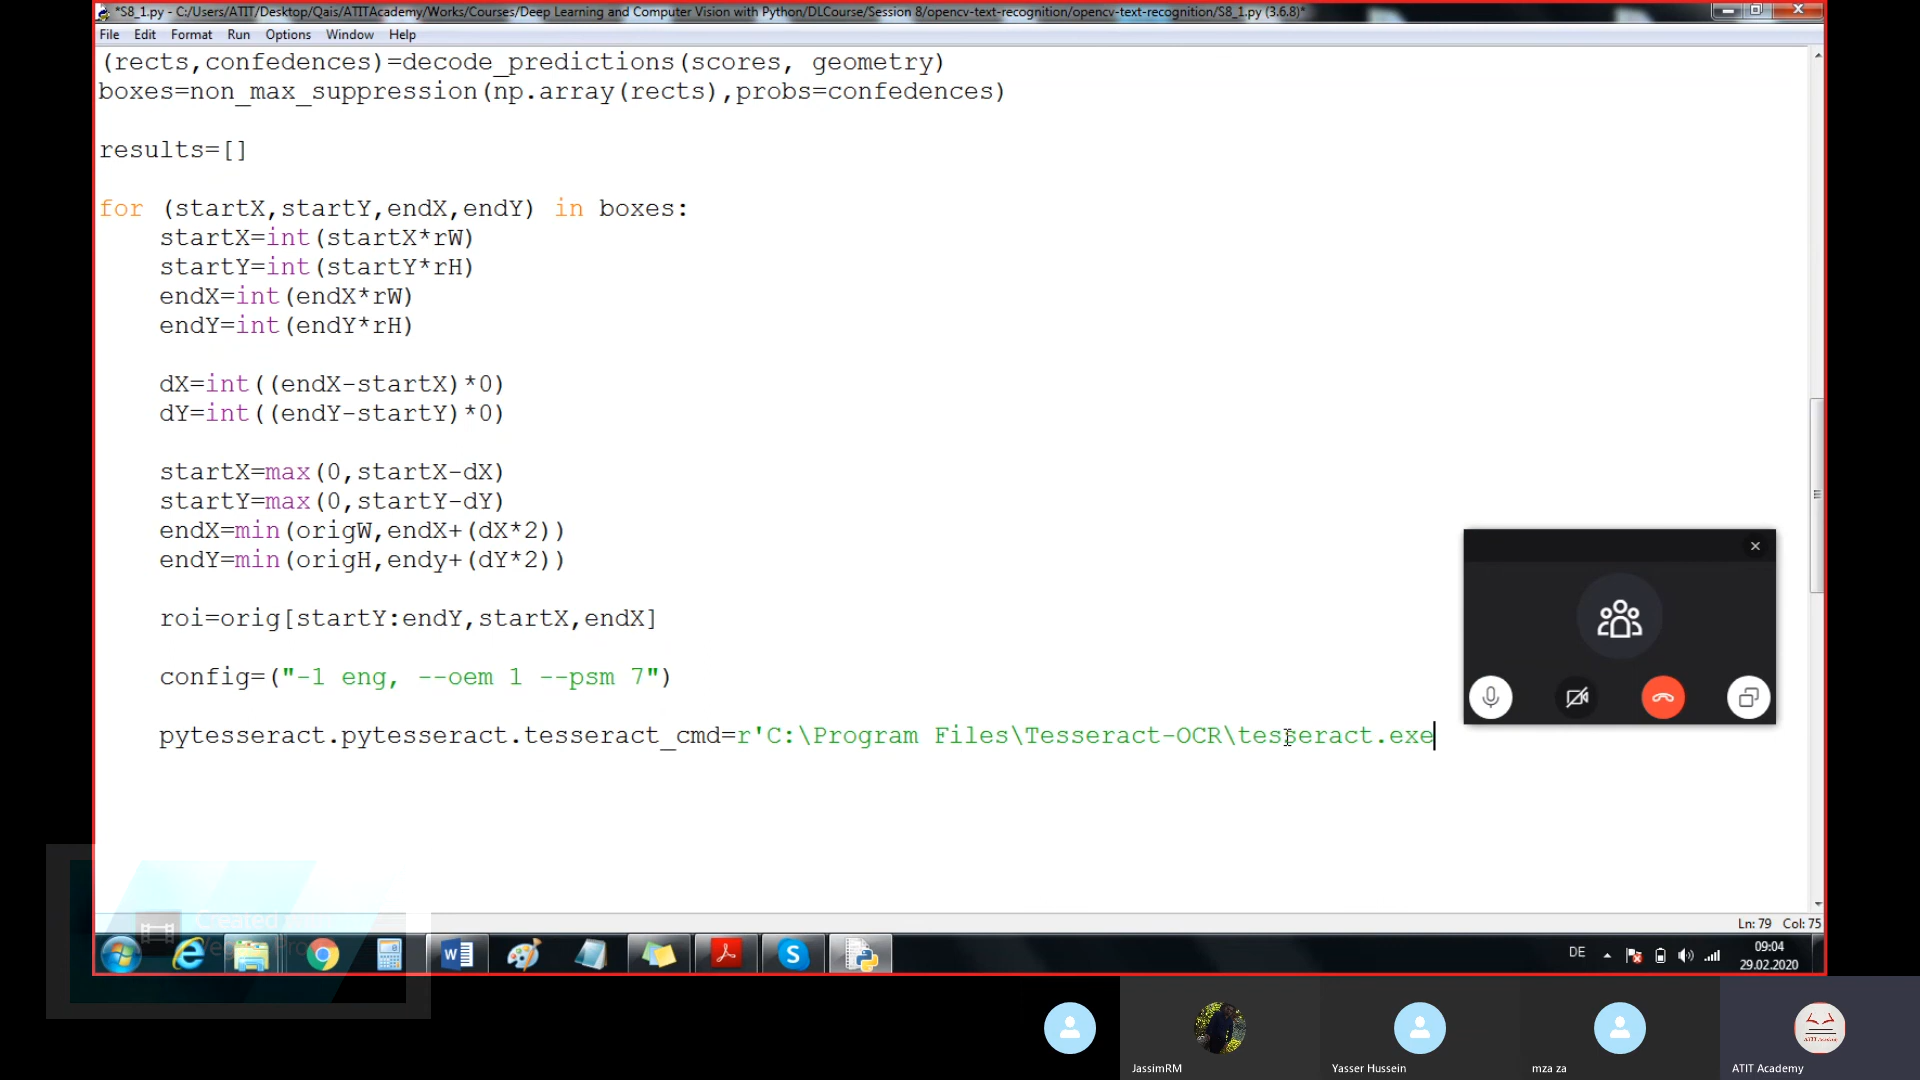 *S8_1.py - C:/Users/ATIT/Desktop/Qais/ATITAcademy/Works/Courses/Deep Learning and Computer Vision with Python/DLCourse/Session 8/opencv-text-recognition/opencv-text-recognition/S8_1.py (3.6.8)*
File Edit Format Run Options Window Help
(rects,confedences)=decode_predictions(scores, geometry)
boxes=non_max_suppression(np.array(rects),probs=confedences)
results=[]
for (startX,startY,endX,endY) in boxes:
startX=int(startX*rW)
startY=int(startY*rH)
endX=int(endX*rW)
endY=int(endY*rH)
dX=int((endX-startX)*0)
dY=int((endY-startY)*0)
startX=max(0,startX-dX)
startY=max(0,startY-dY)
endX=min(origW,endX+(dX*2))
endY=min(origH,endy+(dY*2))
roi=orig[startY:endY,startX,endX]
config=("-1 eng, --oem 1 --psm 7")
pytesseract.pytesseract.tesseract_cmd=r'C:\Program Files\Tesseract-OCR\tesseract.exe
Ln: 79 Col: 75
Created
DE
09:04
29.02.2020
JassimRM
Yasser Hussein
mza za
ATIT Academy